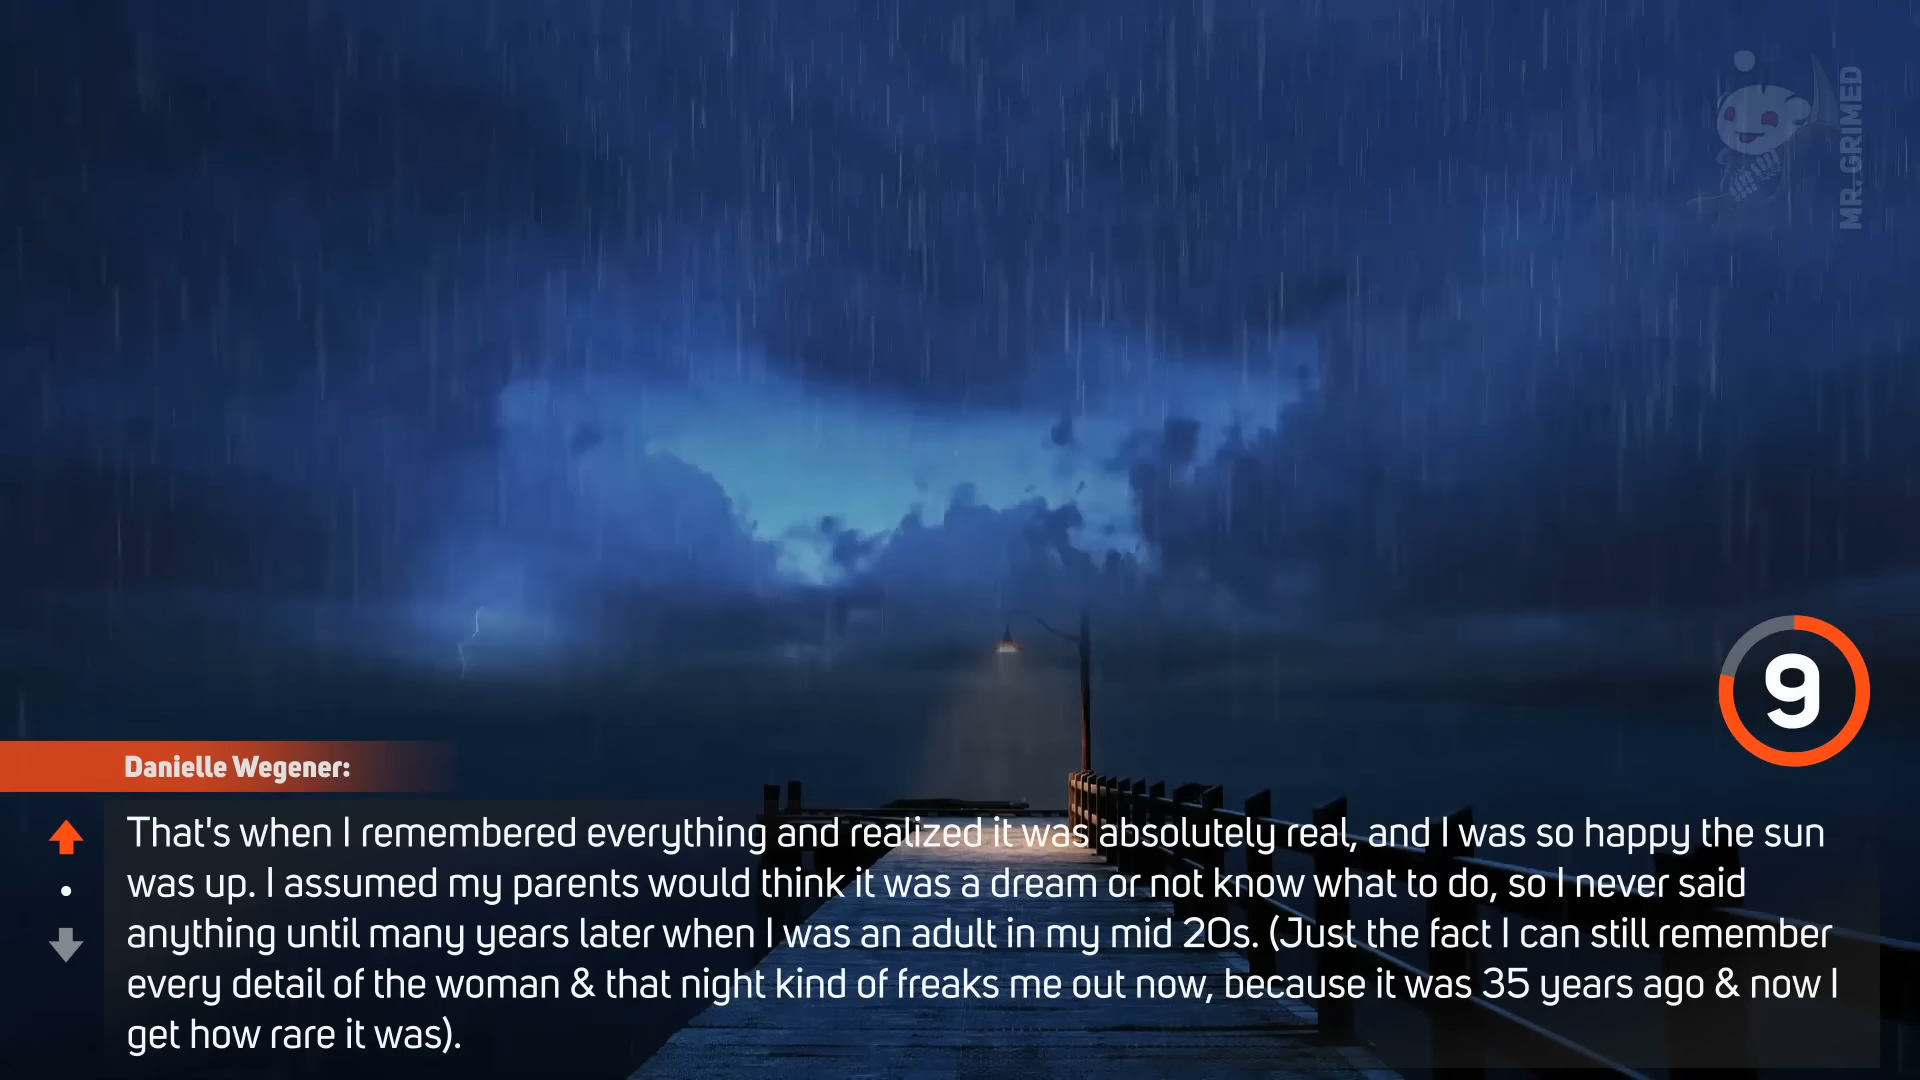 MR. GRIMED
9
Danielle Wegener:
That's when I remembered everything and realized it was absolutely real, and I was so happy the sun
was up. I assumed my parents would think it was a dream or not know what to do, so I never said
anything until many years later when I was an adult in my mid 20s. (Just the fact I can still remember
every detail of the woman & that night kind of freaks me out now, because it was 35 years ago & now I
get how rare it was).